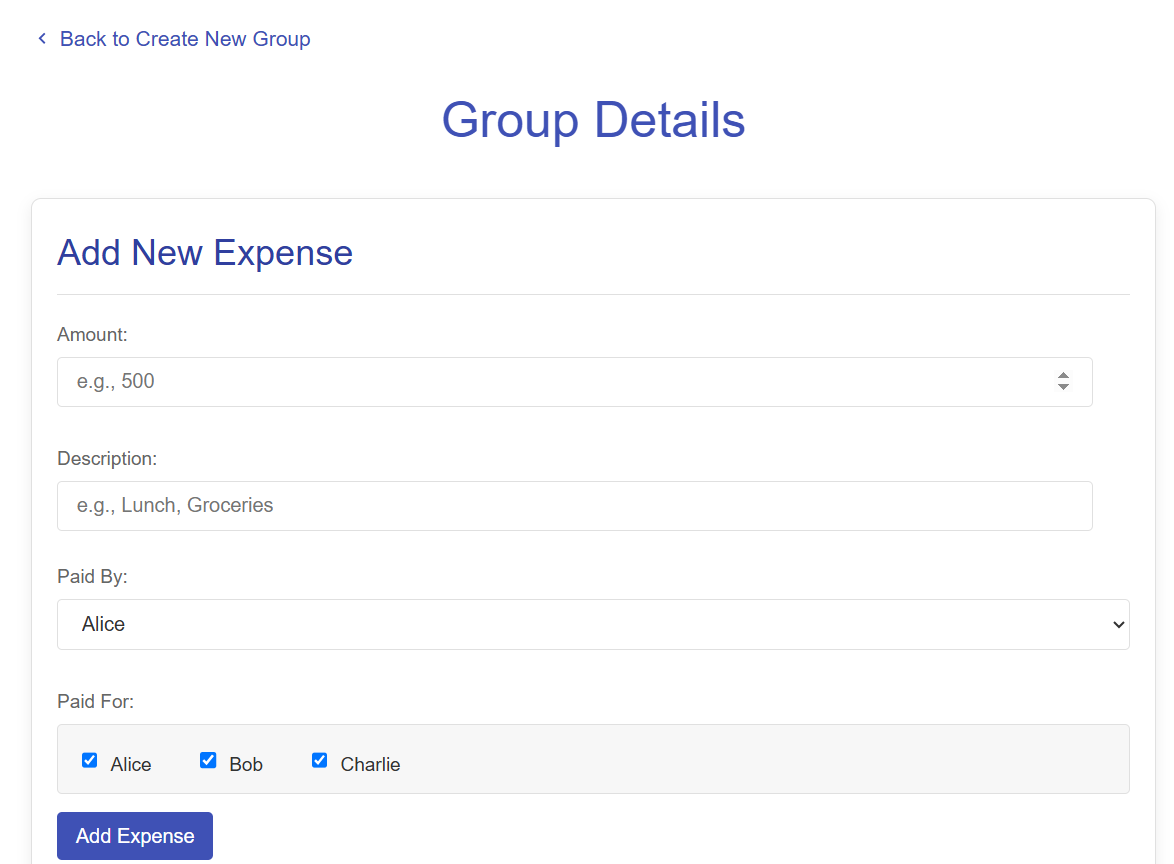 Back to Create New Group
Group Details
Add New Expense
Amount:
e.g., 500
Description:
e.g., Lunch, Groceries
Paid By:
Alice
Paid For:
Alice Bob Charlie
Add Expense